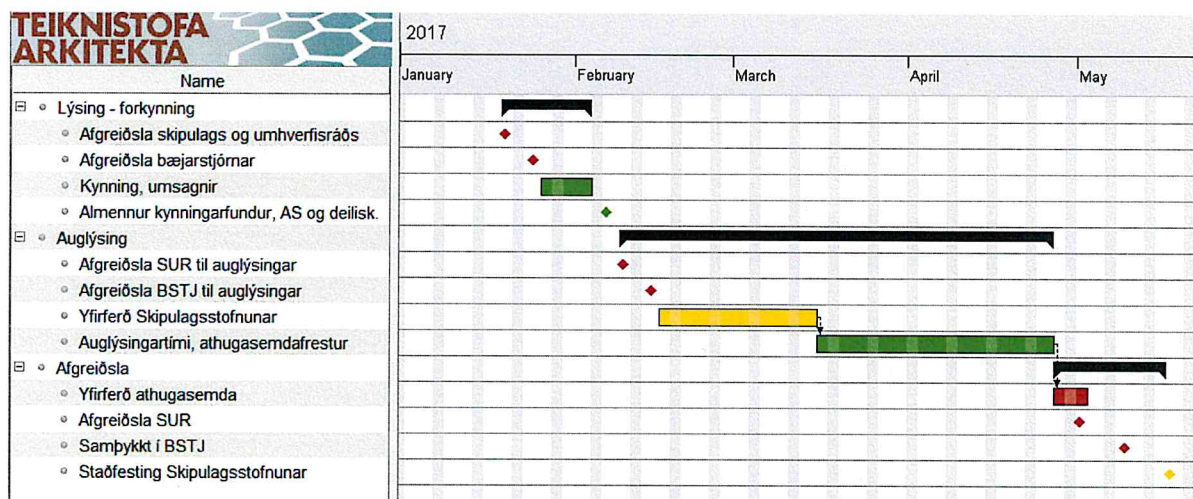 TEIKNISTOFA
ARKITEKTA
2017
Name
January February March April May
Lýsing - forkynning
Afgreiðsla skipulags og umhverfisráðs
Afgreiðsla bæjarstjórnar
Kynning, umsagnir
Almennur kynningarfundur, AS og deilisk.
Auglýsing
Afgreiðsla SUR til auglýsingar
Afgreiðsla BSTJ til auglýsingar
Yfirferð Skipulagsstofnunar
Auglýsingartími, athugasemdafrestur
Afgreiðsla
Yfirferð athugasemda
Afgreiðsla SUR
Samþykkt í BSTJ
Staðfesting Skipulagsstofnunar